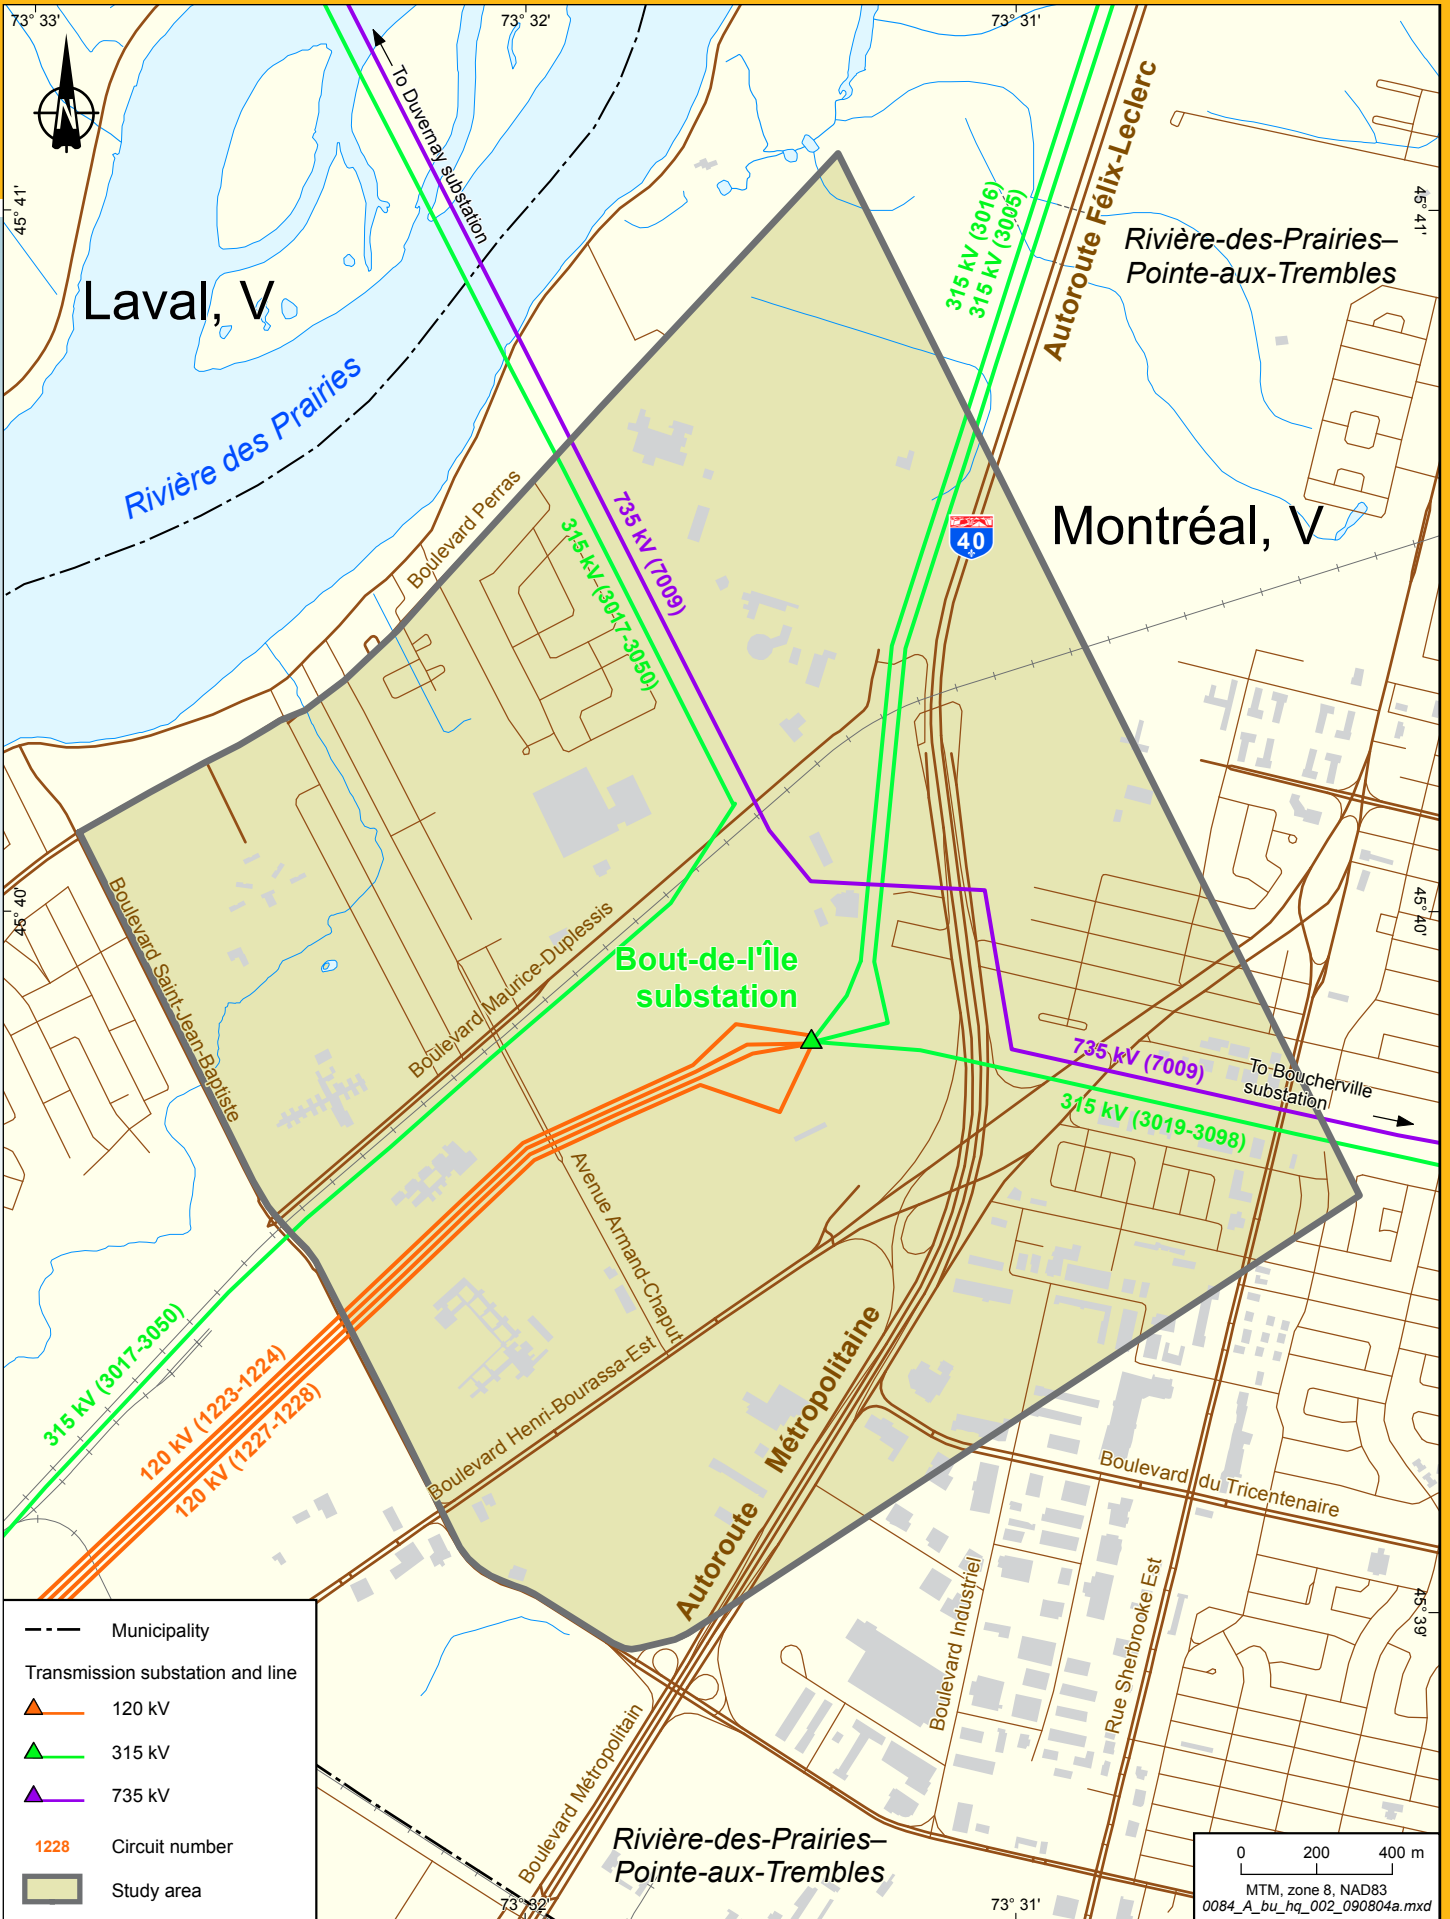 73° 33'
73° 32'
73° 31'
N
To Duvernay substation
45° 41'
45° 41'
Laval, V
Rivière des Prairies
315 kV (3016)
315 kV (3005)
Autoroute Félix-Leclerc
Rivière-des-Prairies–
Pointe-aux-Trembles
Boulevard Perras
735 kV (7009)
315 kV (3017-3050)
40
Montréal, V
45° 40'
45° 40'
Boulevard Saint-Jean-Baptiste
Boulevard Maurice-Duplessis
Bout-de-l'Île
substation
735 kV (7009)
To Boucherville
substation
315 kV (3019-3098)
Avenue Armand-Chaput
315 kV (3017-3050)
120 kV (1223-1224)
120 kV (1227-1228)
Boulevard Henri-Bourassa-Est
Autoroute Métropolitaine
Boulevard du Tricentenaire
Boulevard Industriel
Rue Sherbrooke Est
45° 39'
Boulevard Métropolitain
Rivière-des-Prairies–
Pointe-aux-Trembles
73° 32'
73° 31'
Municipality
Transmission substation and line
120 kV
315 kV
735 kV
1228 Circuit number
Study area
0 200 400 m
MTM, zone 8, NAD83
0084_A_bu_hq_002_090804a.mxd